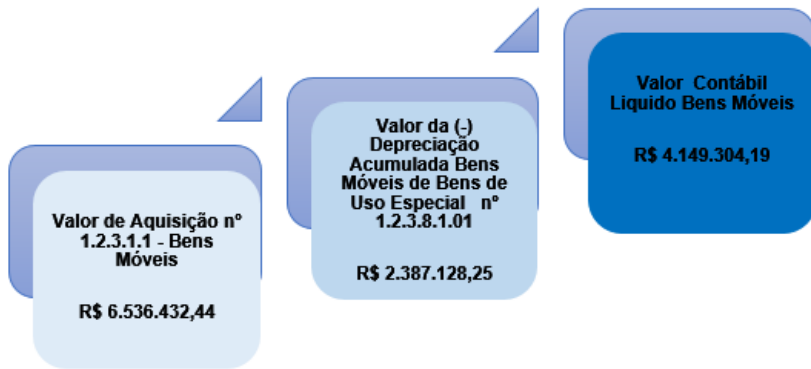 Valor de Aquisição nº
1.2.3.1.1 - Bens
Móveis
R$ 6.536.432,44
Valor da (-)
Depreciação
Acumulada Bens
Móveis de Bens de
Uso Especial nº
1.2.3.8.1.01
R$ 2.387.128,25
Valor Contábil
Liquido Bens Móveis
R$ 4.149.304,19